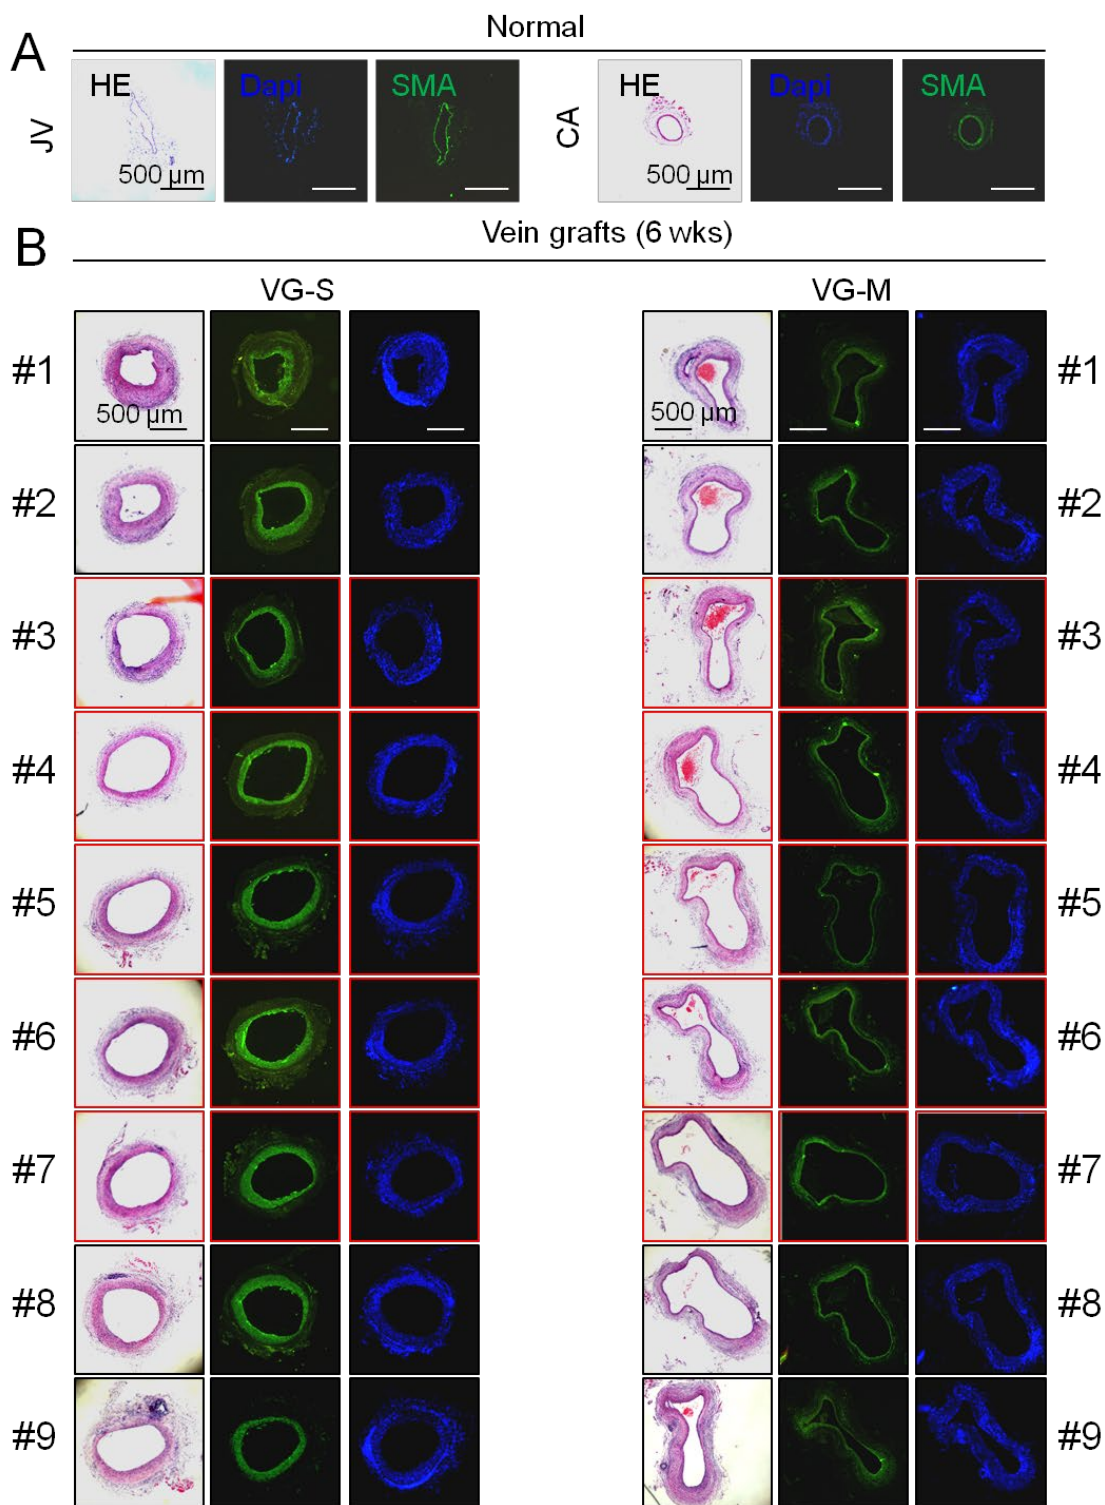 A
Normal
JV
HE
Dapi
SMA
500 µm
CA
HE
Dapi
SMA
500 µm
B
Vein grafts (6 wks)
VG-S
VG-M
#1
500 µm
500 µm
#1
#2
#2
#3
#3
#4
#4
#5
#5
#6
#6
#7
#7
#8
#8
#9
#9